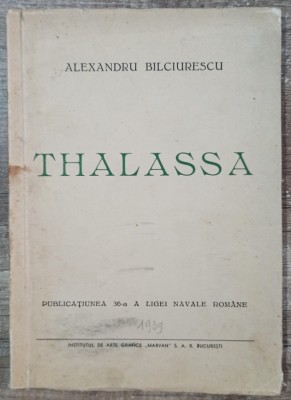 ALEXANDRU BILCIURESCU
THALASSA
PUBLICAȚIUNEA 36-a A LIGEI NAVALE ROMÂNE
1939
INSTITUTUL DE ARTE GRAFICE „MARVAN” S. A. R. BUCUREȘTI